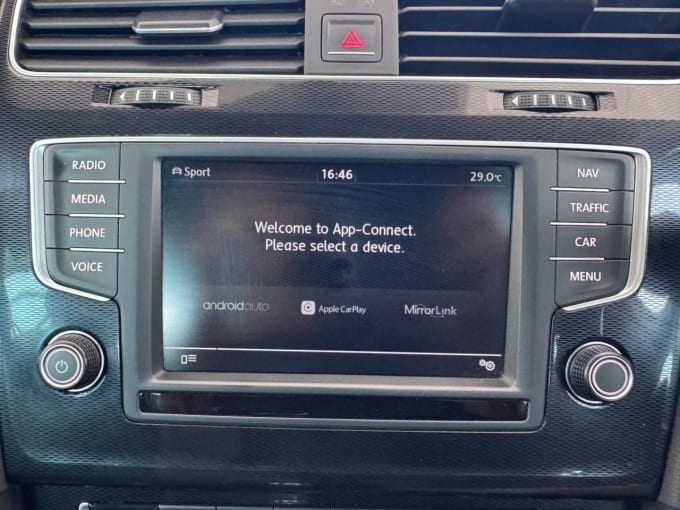 RADIO
MEDIA
PHONE
VOICE
Sport 16:46 29.0°C
Welcome to App-Connect.
Please select a device.
androidauto Apple CarPlay MirrorLink
NAV
TRAFFIC
CAR
MENU